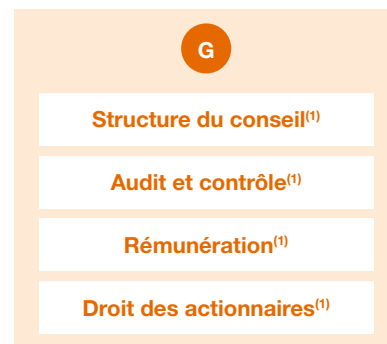 G
Structure du conseil(1)
Audit et contrôle(1)
Rémunération(1)
Droit des actionnaires(1)